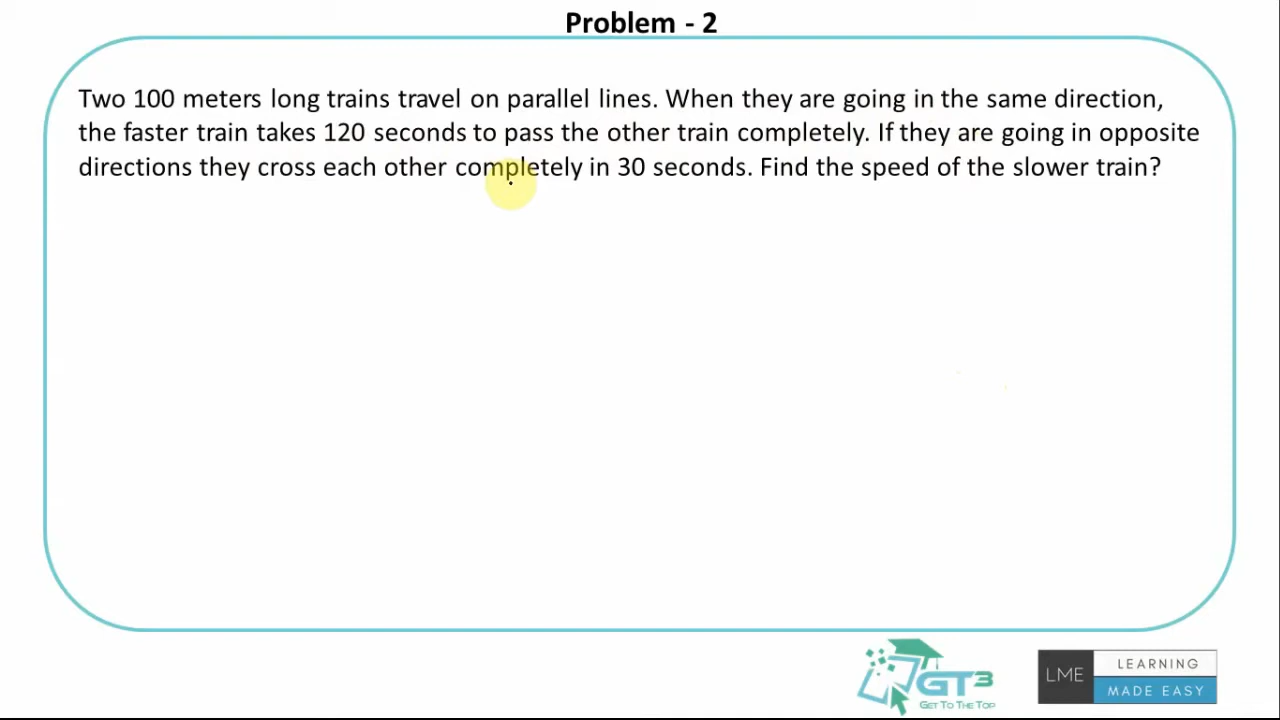 Problem - 2
Two 100 meters long trains travel on parallel lines. When they are going in the same direction,
the faster train takes 120 seconds to pass the other train completely. If they are going in opposite
directions they cross each other completely in 30 seconds. Find the speed of the slower train?
GT3
GET TO THE TOP
LME
LEARNING
MADE EASY